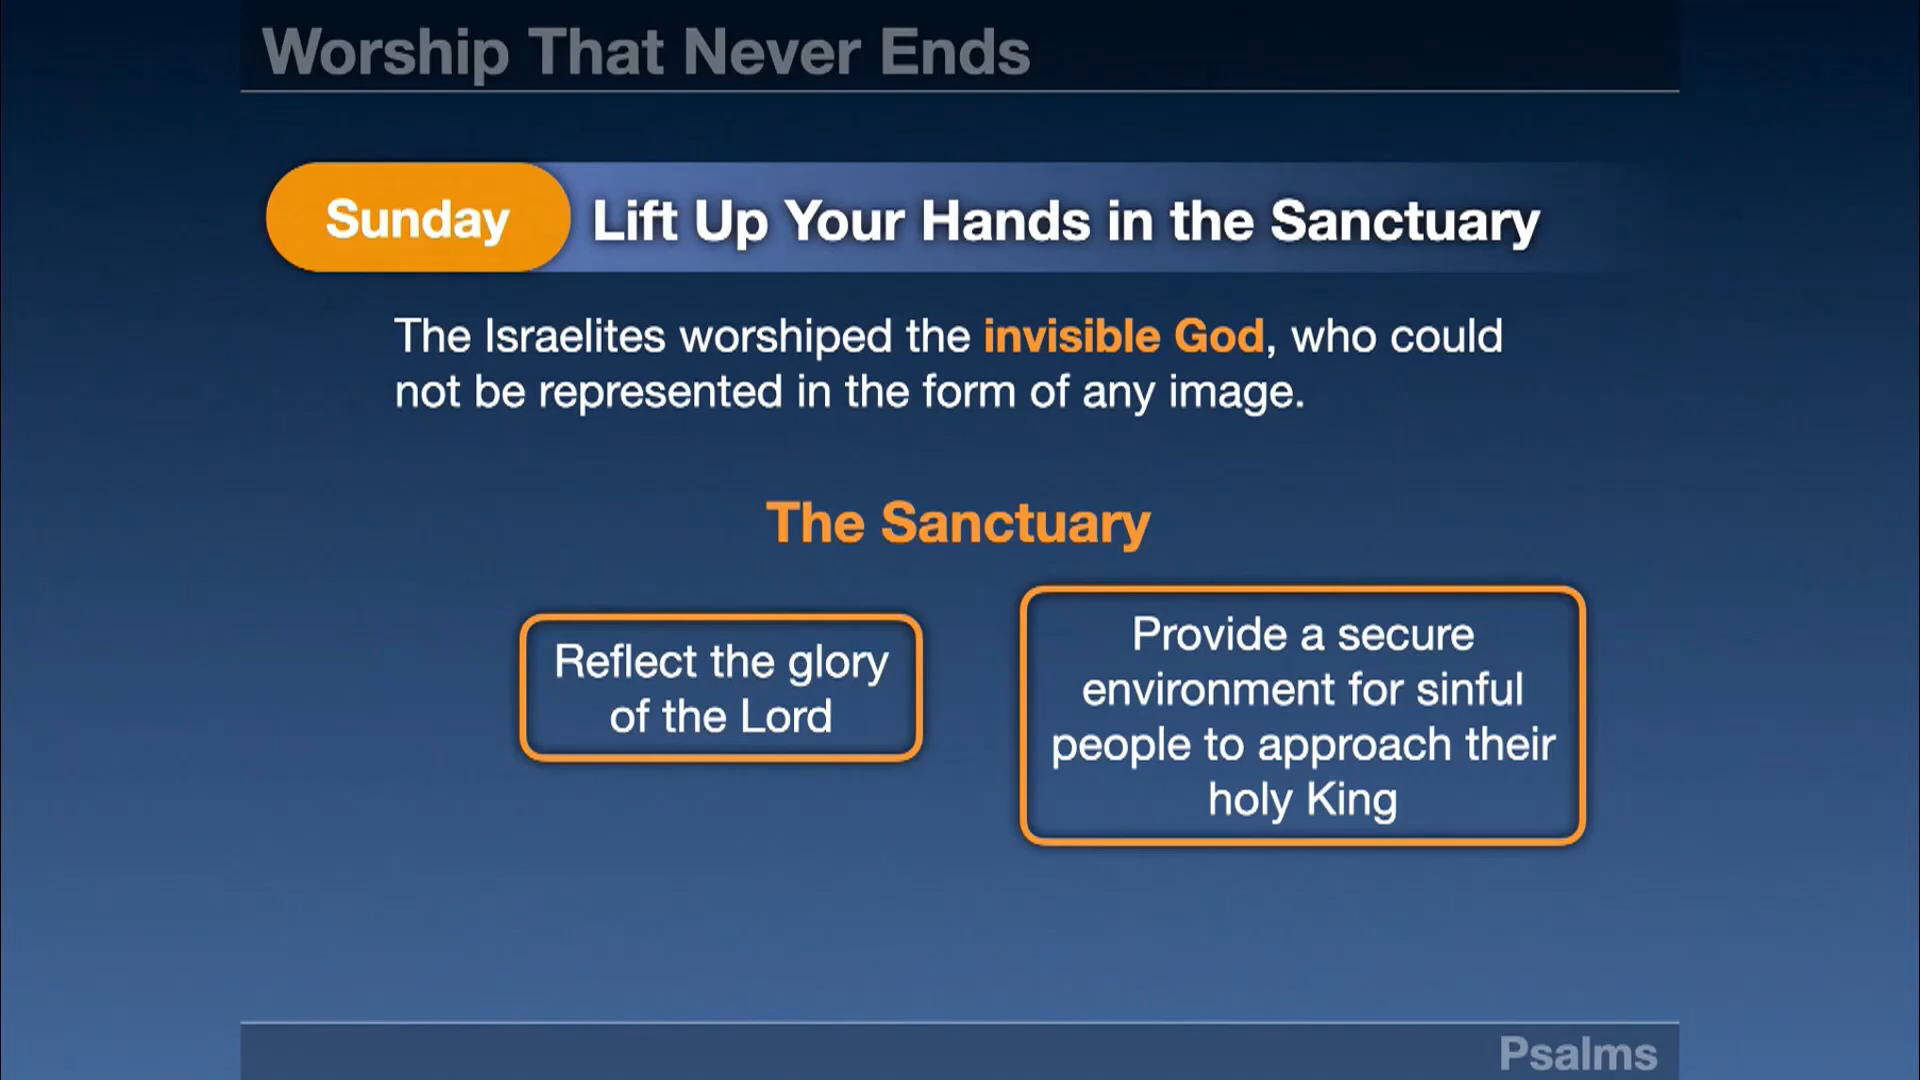 Worship That Never Ends
Sunday
Lift Up Your Hands in the Sanctuary
The Israelites worshiped the invisible God, who could
not be represented in the form of any image.
The Sanctuary
Reflect the glory
of the Lord
Provide a secure
environment for sinful
people to approach their
holy King
Psalms